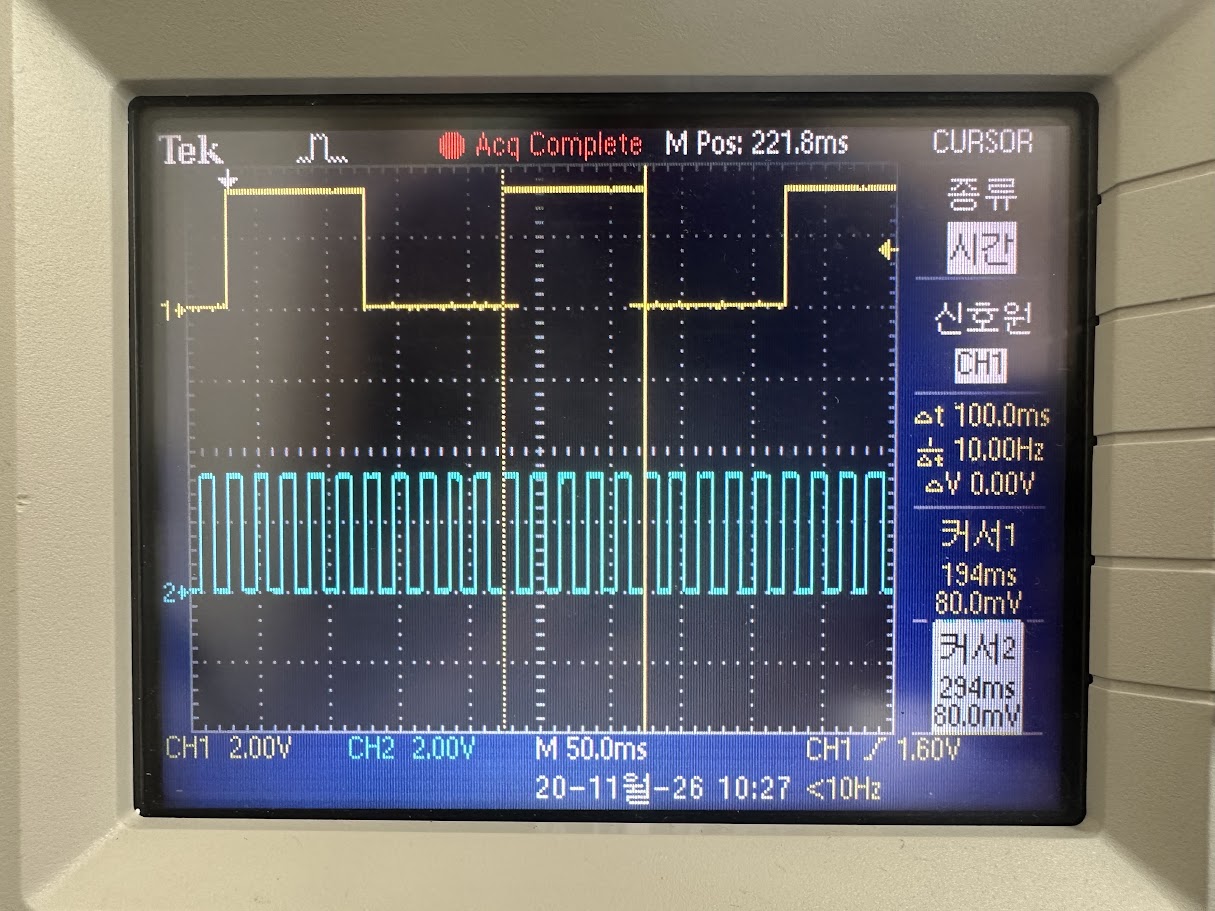 Tek Acq Complete M Pos: 221.8ms CURSOR
종류
시간
신호원
CH1
Δt 100.0ms
1/Δt 10.00Hz
ΔV 0.00V
커서1
194ms
80.0mV
커서2
294ms
80.0mV
1
2
CH1 2.00V CH2 2.00V M 50.0ms CH1 1.60V
20-11월-26 10:27 <10Hz